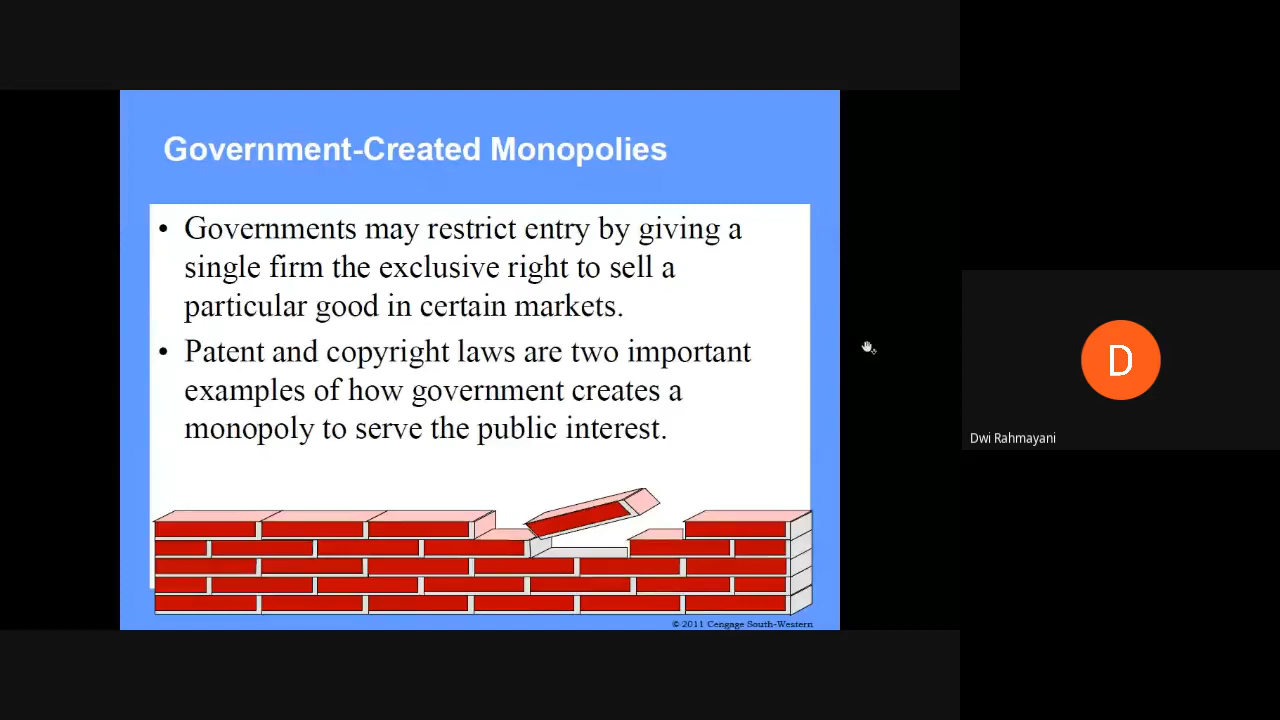 Government-Created Monopolies
• Governments may restrict entry by giving a
single firm the exclusive right to sell a
particular good in certain markets.
• Patent and copyright laws are two important
examples of how government creates a
monopoly to serve the public interest.
© 2011 Cengage South-Western
D
Dwi Rahmayani